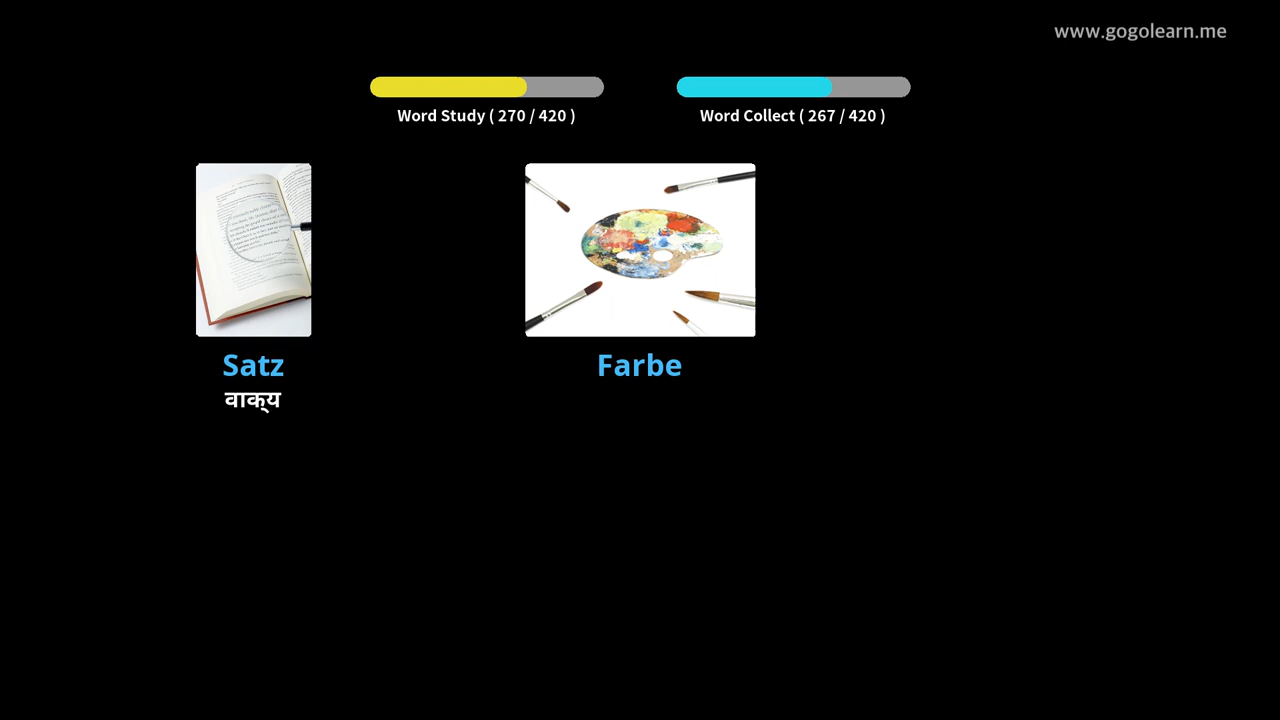 www.gogolearn.me
Word Study ( 270 / 420 )
Word Collect ( 267 / 420 )
Satz
Farbe
वाक्य